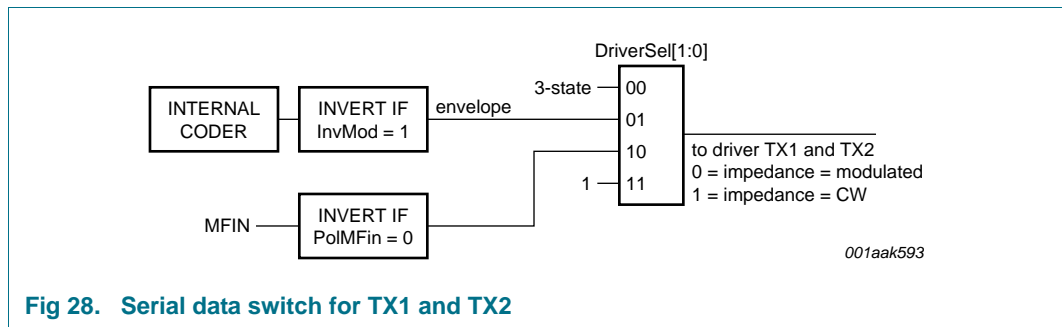 DriverSel[1:0]
3-state
00
INTERNAL
CODER
INVERT IF
InvMod = 1
envelope
01
10
to driver TX1 and TX2
0 = impedance = modulated
1 = impedance = CW
1
11
MFIN
INVERT IF
PolMFin = 0
001aak593
Fig 28. Serial data switch for TX1 and TX2